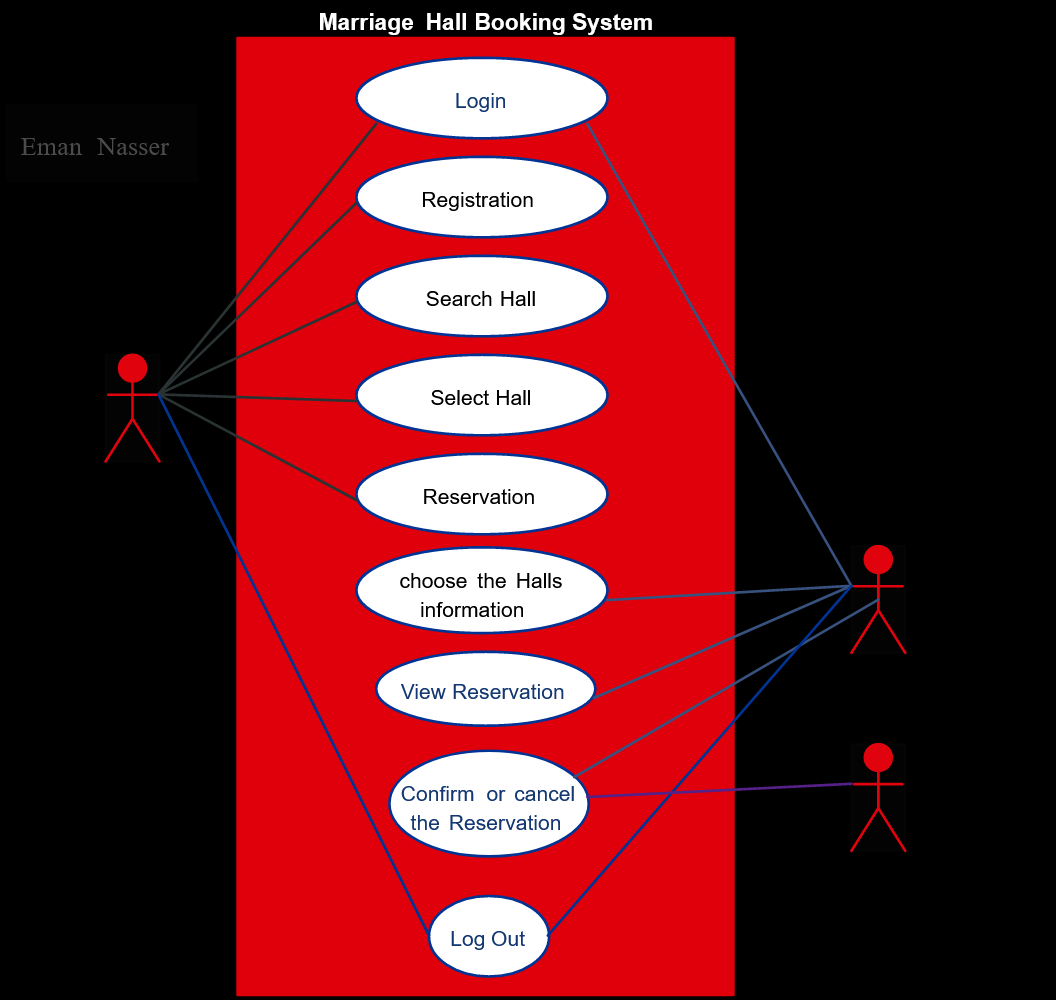 Marriage Hall Booking System
Login
Eman Nasser
Registration
Search Hall
Select Hall
Reservation
choose the Halls
information
View Reservation
Confirm or cancel
the Reservation
Log Out